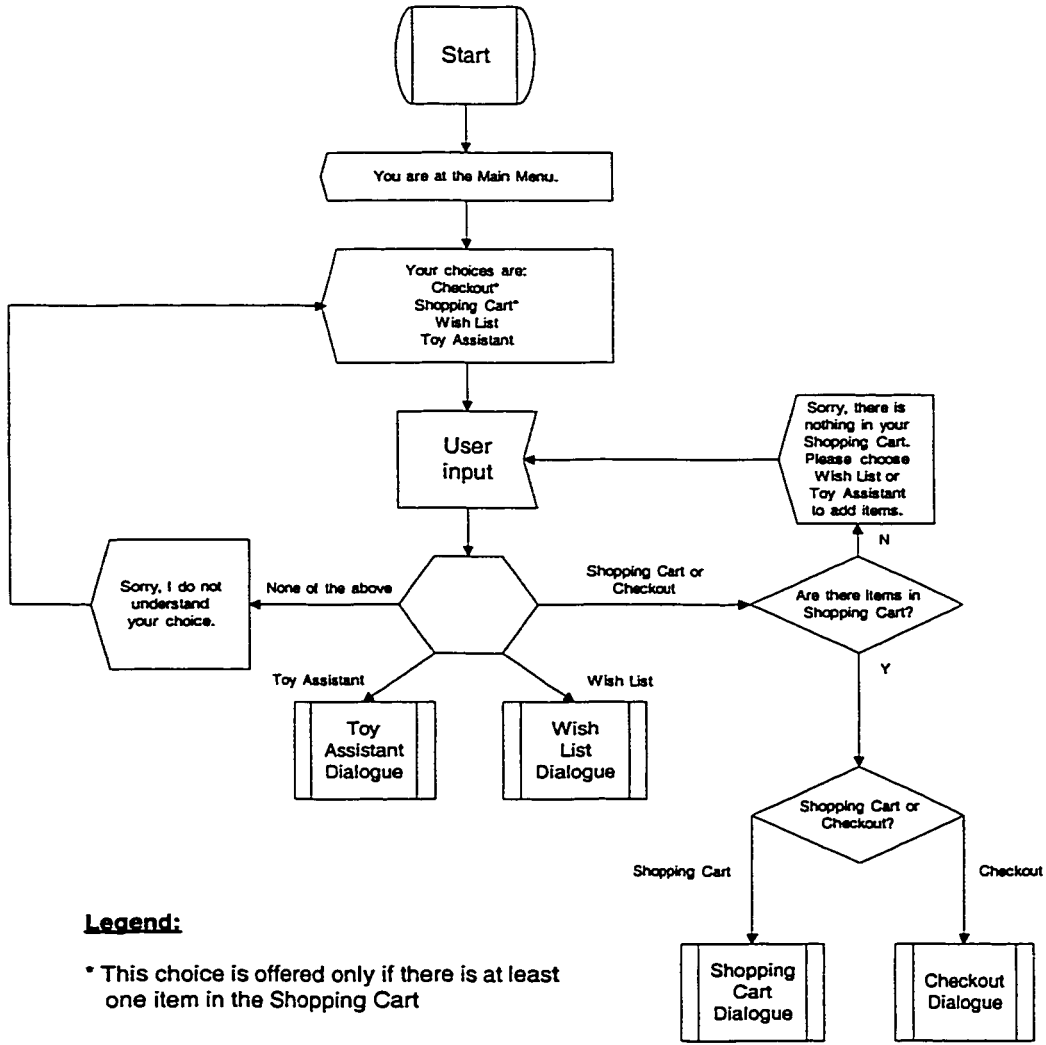 Start
You are at the Main Menu.
Your choices are:
Checkout*
Shopping Cart*
Wish List
Toy Assistant
User
input
Sorry, there is
nothing in your
Shopping Cart.
Please choose
Wish List or
Toy Assistant
to add items.
N
Sorry, I do not
understand
your choice.
None of the above
Shopping Cart or
Checkout
Are there Items in
Shopping Cart?
Y
Toy Assistant
Wish List
Toy
Assistant
Dialogue
Wish
List
Dialogue
Shopping Cart or
Checkout?
Shopping Cart
Checkout
Shopping
Cart
Dialogue
Checkout
Dialogue
Legend:
* This choice is offered only if there is at least
one item in the Shopping Cart